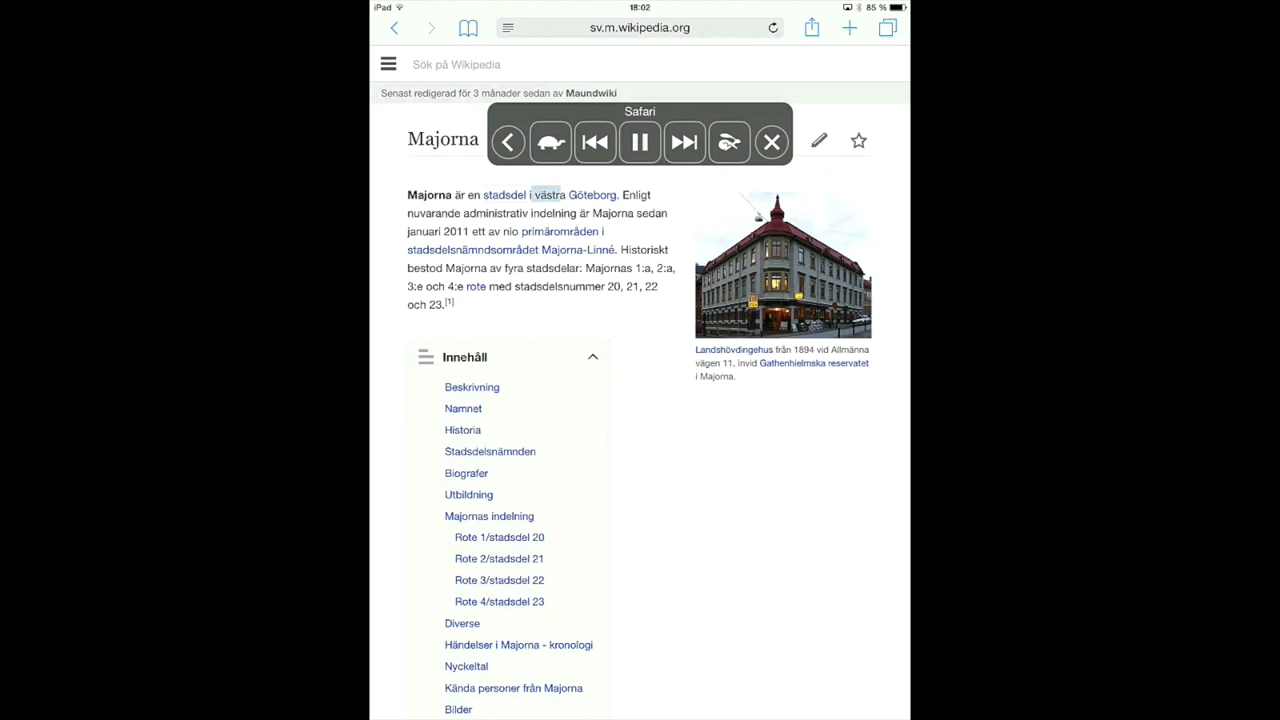 iPad 18:02 85 %
sv.m.wikipedia.org
Sök på Wikipedia
Senast redigerad för 3 månader sedan av Maundwiki
Safari
Majorna
Majorna är en stadsdel i västra Göteborg. Enligt
nuvarande administrativ indelning är Majorna sedan
januari 2011 ett av nio primärområden i
stadsdelsnämndsområdet Majorna-Linné. Historiskt
bestod Majorna av fyra stadsdelar: Majornas 1:a, 2:a,
3:e och 4:e rote med stadsdelsnummer 20, 21, 22
och 23.[1]
Landshövdingehus från 1894 vid Allmänna
vägen 11, invid Gathenhielmska reservatet
i Majorna.
Innehåll
Beskrivning
Namnet
Historia
Stadsdelsnämnden
Biografer
Utbildning
Majornas indelning
Rote 1/stadsdel 20
Rote 2/stadsdel 21
Rote 3/stadsdel 22
Rote 4/stadsdel 23
Diverse
Händelser i Majorna - kronologi
Nyckeltal
Kända personer från Majorna
Bilder